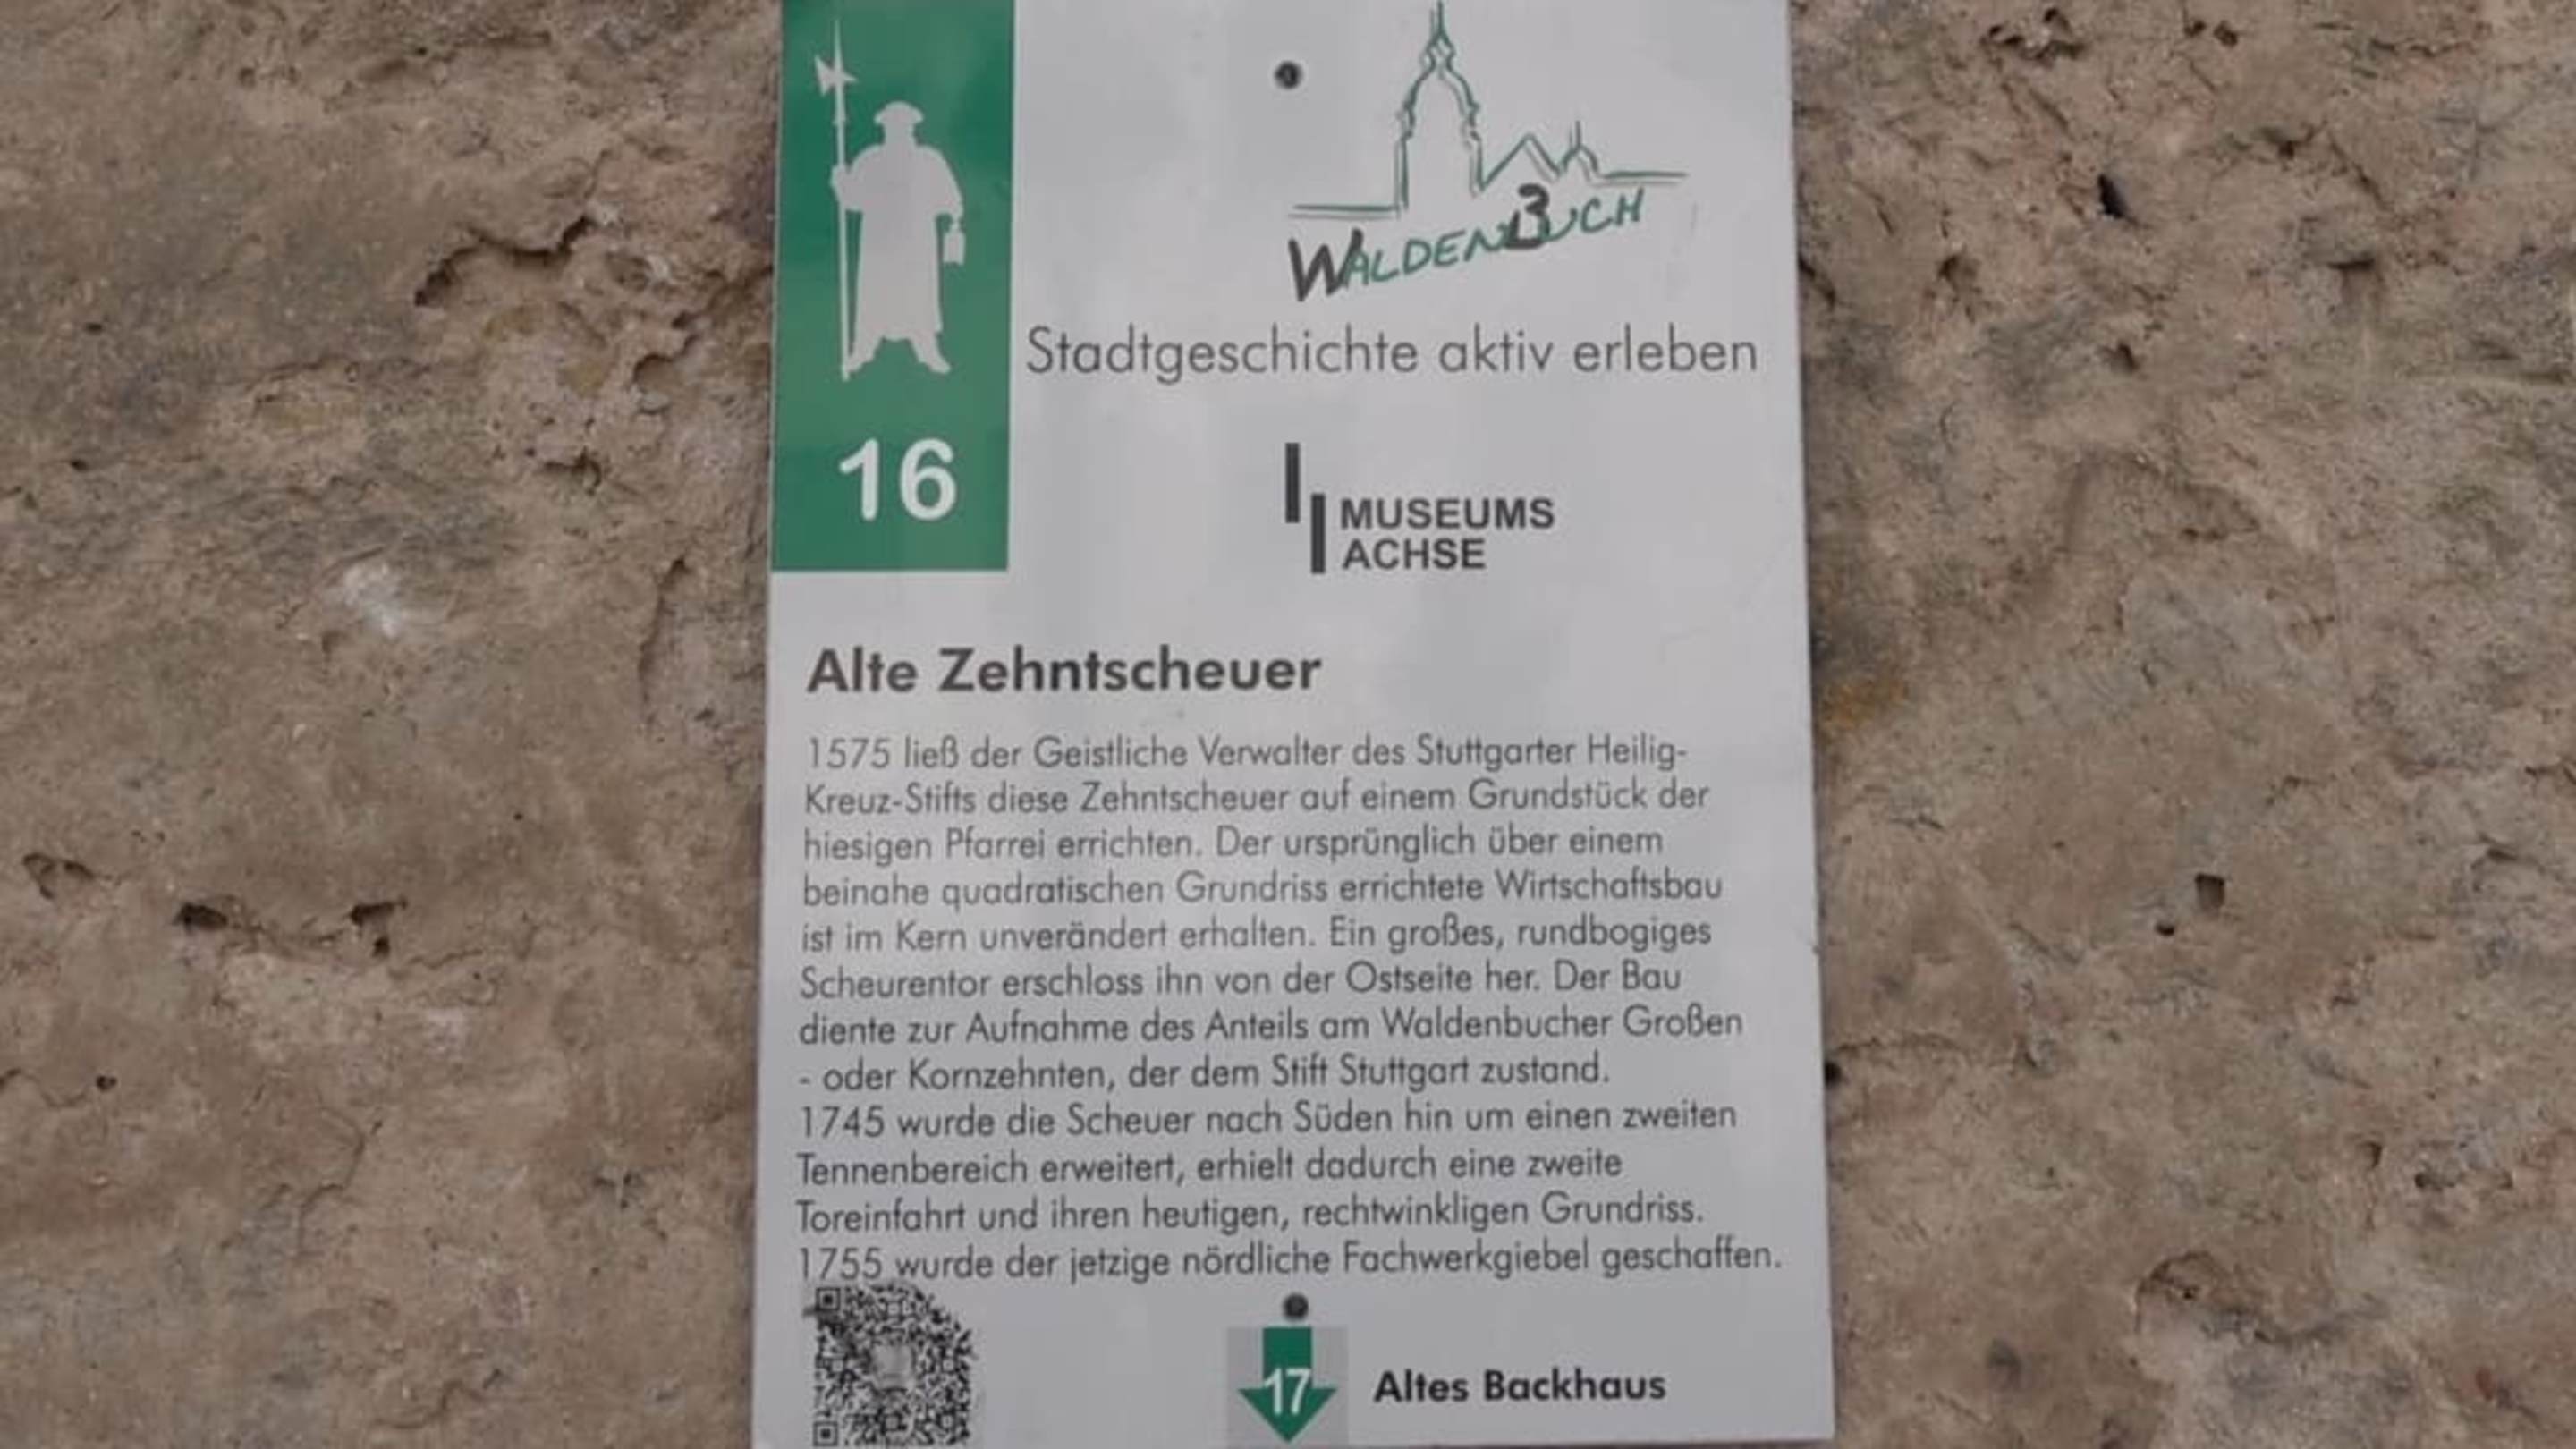 WALDENBUCH
Stadtgeschichte aktiv erleben
16
MUSEUMS
ACHSE
Alte Zehntscheuer
1575 ließ der Geistliche Verwalter des Stuttgarter Heilig-
Kreuz-Stifts diese Zehntscheuer auf einem Grundstück der
hiesigen Pfarrei errichten. Der ursprünglich über einem
beinahe quadratischen Grundriss errichtete Wirtschaftsbau
ist im Kern unverändert erhalten. Ein großes, rundbogiges
Scheurentor erschloss ihn von der Ostseite her. Der Bau
diente zur Aufnahme des Anteils am Waldenbucher Großen
- oder Kornzehnten, der dem Stift Stuttgart zustand.
1745 wurde die Scheuer nach Süden hin um einen zweiten
Tennenbereich erweitert, erhielt dadurch eine zweite
Toreinfahrt und ihren heutigen, rechtwinkligen Grundriss.
1755 wurde der jetzige nördliche Fachwerkgiebel geschaffen.
17 Altes Backhaus